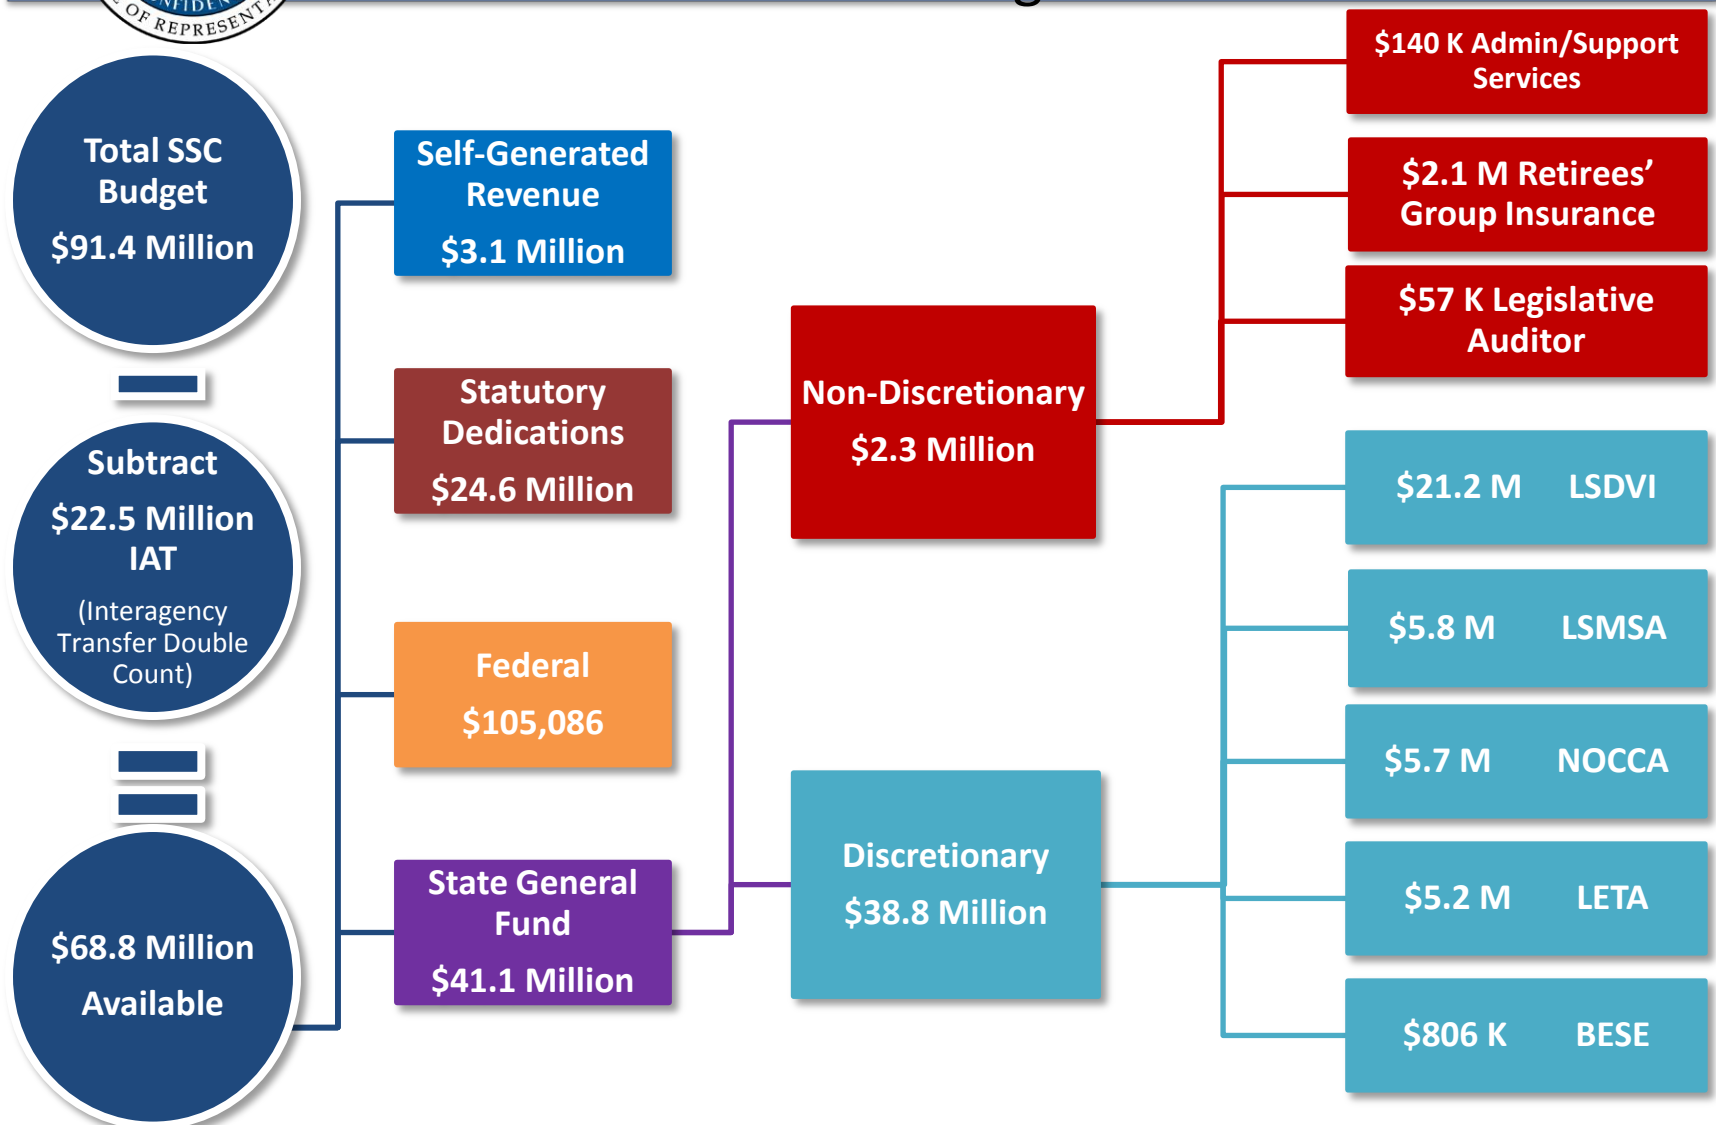 OF REPRESENT
Total SSC
Budget
$91.4 Million
Subtract
$22.5 Million
IAT
(Interagency
Transfer Double
Count)
$68.8 Million
Available
Self-Generated
Revenue
$3.1 Million
Statutory
Dedications
$24.6 Million
Federal
$105,086
State General
Fund
$41.1 Million
Non-Discretionary
$2.3 Million
Discretionary
$38.8 Million
$140 K Admin/Support
Services
$2.1 M Retirees’
Group Insurance
$57 K Legislative
Auditor
$21.2 M LSDVI
$5.8 M LSMSA
$5.7 M NOCCA
$5.2 M LETA
$806 K BESE